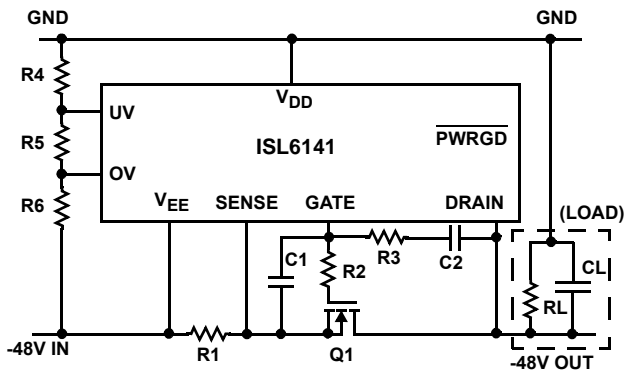 GND
GND
R4
R5
R6
UV
OV
VDD
ISL6141
PWRGD
VEE
SENSE
GATE
DRAIN
(LOAD)
C1
R2
R3
C2
CL
RL
-48V IN
R1
Q1
-48V OUT